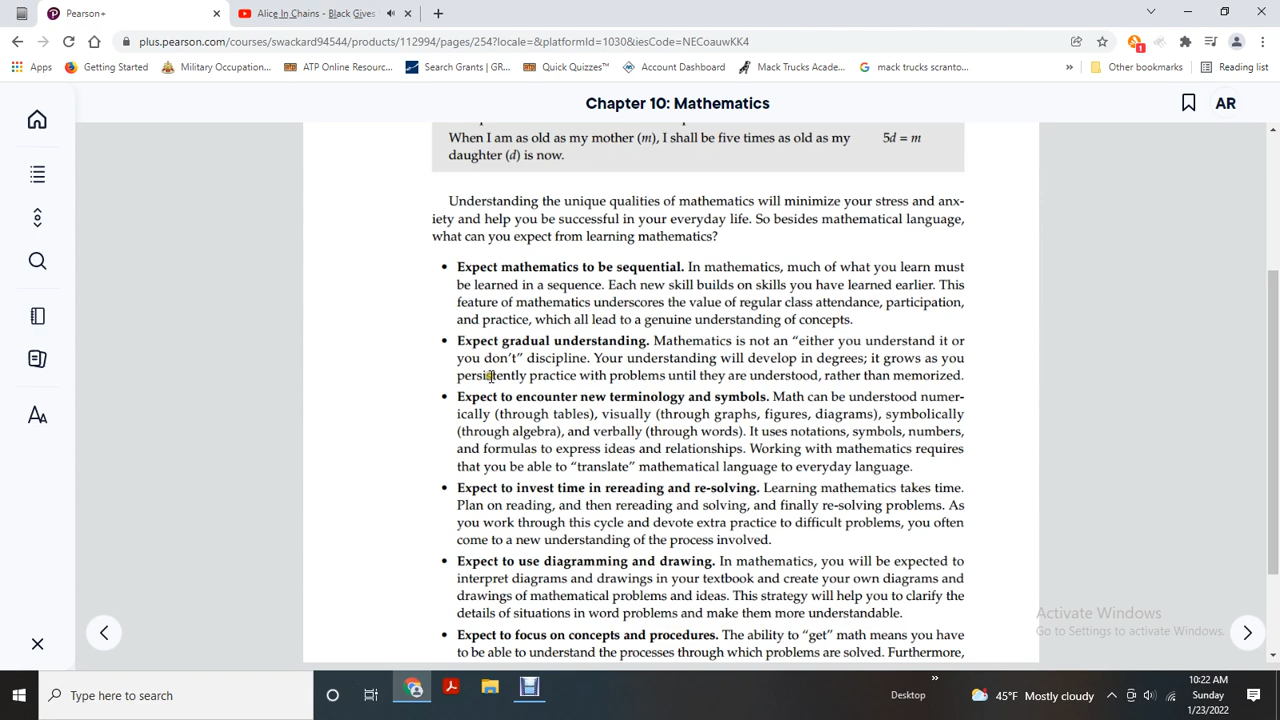 Pearson+
Alice In Chains - Black Gives
plus.pearson.com/courses/swackard94544/products/112994/pages/254?locale=&platformId=1030&iesCode=NECoauwKK4
1
Apps
Getting Started
Military Occupation...
ATP Online Resourc...
Search Grants | GR...
Quick Quizzes™
Account Dashboard
Mack Trucks Acade...
mack trucks scranto...
»
Other bookmarks
Reading list
Chapter 10: Mathematics
AR
When I am as old as my mother (m), I shall be five times as old as my 5d = m
daughter (d) is now.
Understanding the unique qualities of mathematics will minimize your stress and anx-
iety and help you be successful in your everyday life. So besides mathematical language,
what can you expect from learning mathematics?
• Expect mathematics to be sequential. In mathematics, much of what you learn must
be learned in a sequence. Each new skill builds on skills you have learned earlier. This
feature of mathematics underscores the value of regular class attendance, participation,
and practice, which all lead to a genuine understanding of concepts.
• Expect gradual understanding. Mathematics is not an “either you understand it or
you don’t” discipline. Your understanding will develop in degrees; it grows as you
persistently practice with problems until they are understood, rather than memorized.
• Expect to encounter new terminology and symbols. Math can be understood numer-
ically (through tables), visually (through graphs, figures, diagrams), symbolically
(through algebra), and verbally (through words). It uses notations, symbols, numbers,
and formulas to express ideas and relationships. Working with mathematics requires
that you be able to “translate” mathematical language to everyday language.
• Expect to invest time in rereading and re-solving. Learning mathematics takes time.
Plan on reading, and then rereading and solving, and finally re-solving problems. As
you work through this cycle and devote extra practice to difficult problems, you often
come to a new understanding of the process involved.
• Expect to use diagramming and drawing. In mathematics, you will be expected to
interpret diagrams and drawings in your textbook and create your own diagrams and
drawings of mathematical problems and ideas. This strategy will help you to clarify the
details of situations in word problems and make them more understandable.
• Expect to focus on concepts and procedures. The ability to “get” math means you have
to be able to understand the processes through which problems are solved. Furthermore,
AA
Activate Windows
Go to Settings to activate Windows.
Type here to search
Desktop
»
45°F Mostly cloudy
10:22 AM
Sunday
1/23/2022